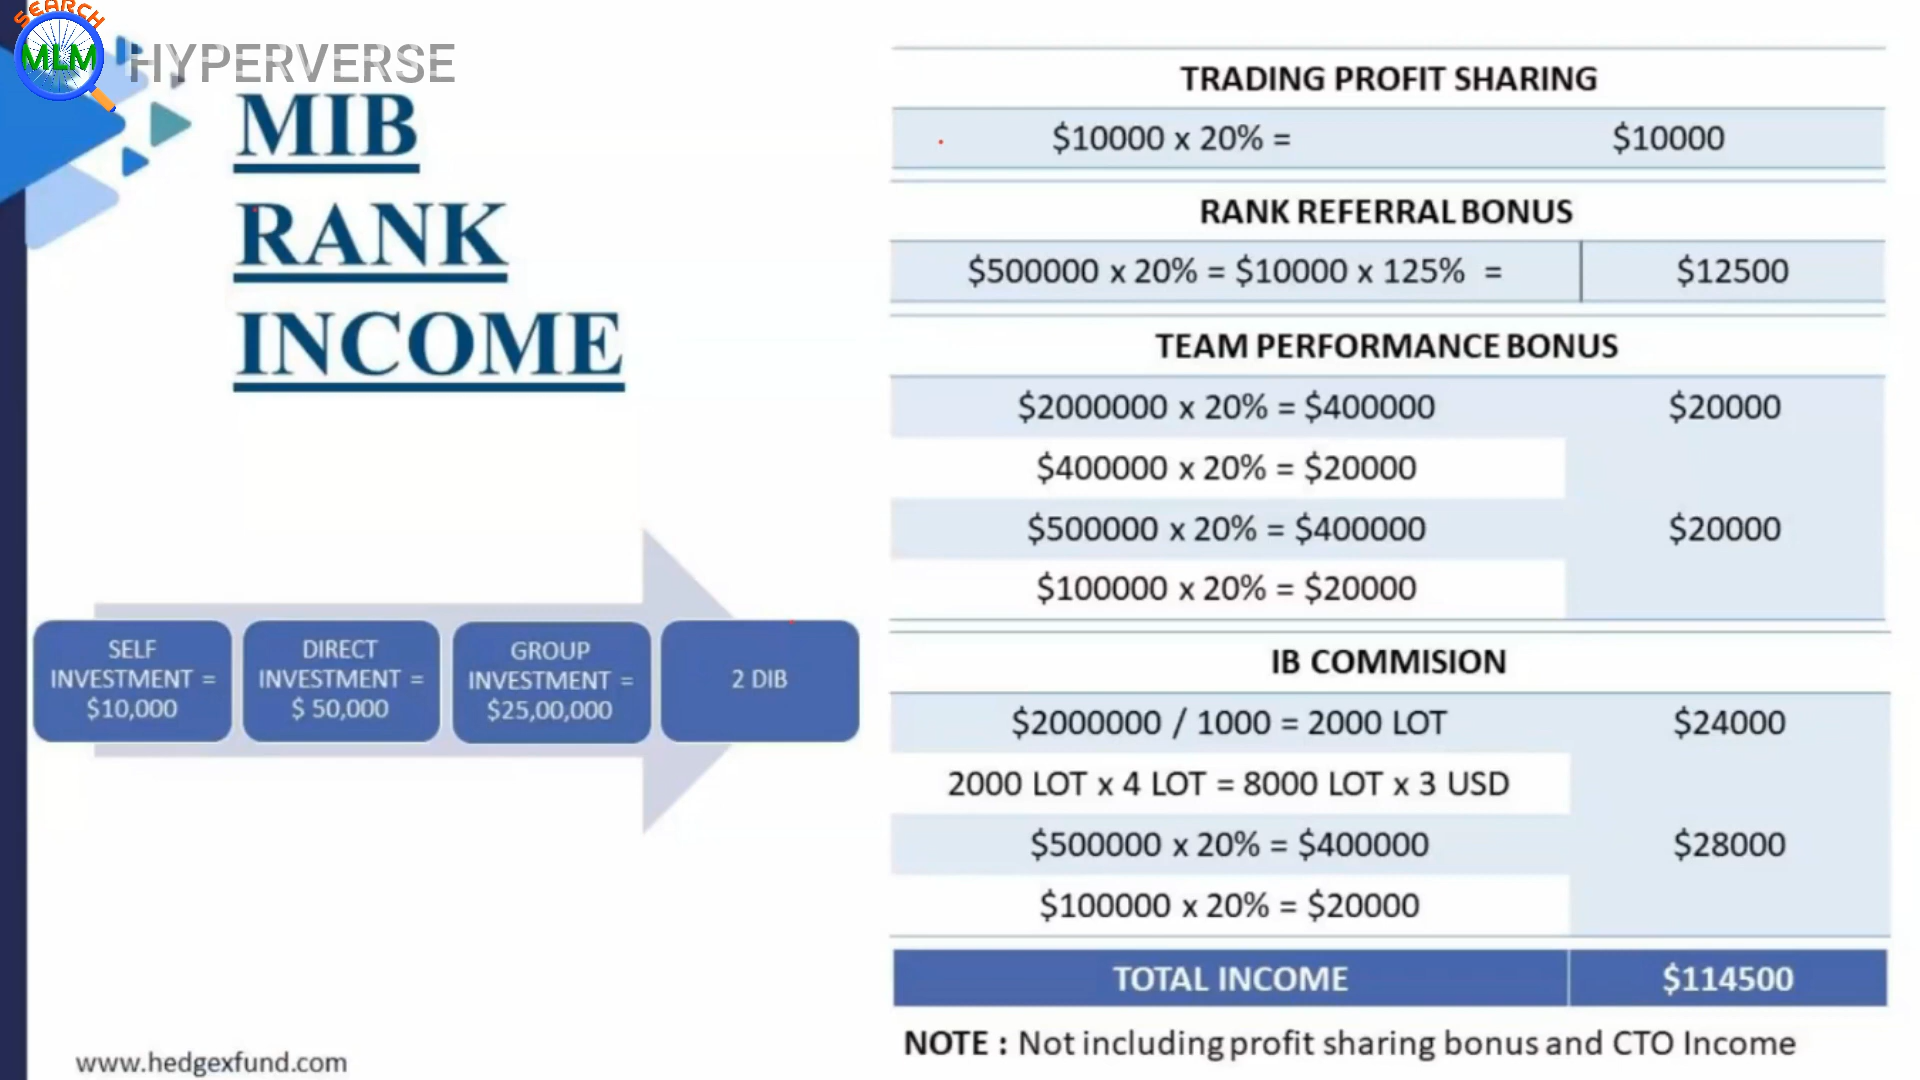 SEARCH
MLM
HYPERVERSE
MIB
RANK
INCOME
SELF
INVESTMENT =
$10,000
DIRECT
INVESTMENT =
$ 50,000
GROUP
INVESTMENT =
$25,00,000
2 DIB
www.hedgexfund.com
TRADING PROFIT SHARING
$10000 x 20% = $10000
RANK REFERRAL BONUS
$500000 x 20% = $10000 x 125% = $12500
TEAM PERFORMANCE BONUS
$2000000 x 20% = $400000 $20000
$400000 x 20% = $20000
$500000 x 20% = $400000 $20000
$100000 x 20% = $20000
IB COMMISION
$2000000 / 1000 = 2000 LOT $24000
2000 LOT x 4 LOT = 8000 LOT x 3 USD
$500000 x 20% = $400000 $28000
$100000 x 20% = $20000
TOTAL INCOME $114500
NOTE : Not including profit sharing bonus and CTO Income